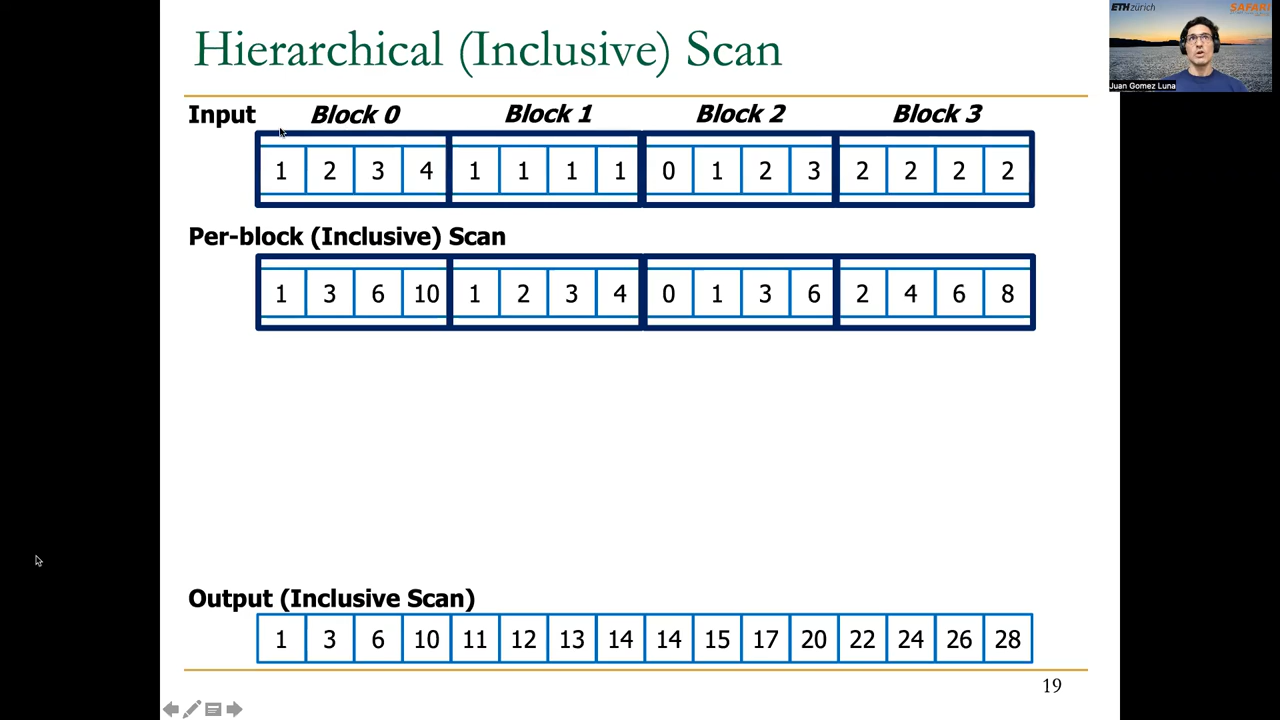 Hierarchical (Inclusive) Scan
ETHzürich
SAFARI
Juan Gomez Luna
Input Block 0 Block 1 Block 2 Block 3
1 2 3 4 1 1 1 1 0 1 2 3 2 2 2 2
Per-block (Inclusive) Scan
1 3 6 10 1 2 3 4 0 1 3 6 2 4 6 8
Output (Inclusive Scan)
1 3 6 10 11 12 13 14 14 15 17 20 22 24 26 28
19